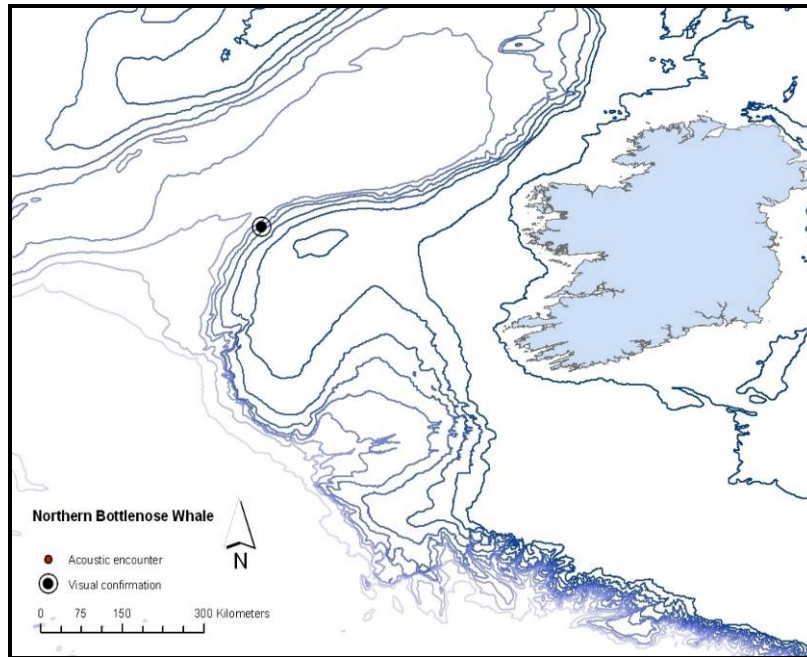 Northern Bottlenose Whale
Acoustic encounter
Visual confirmation
N
0 75 150 300 Kilometers